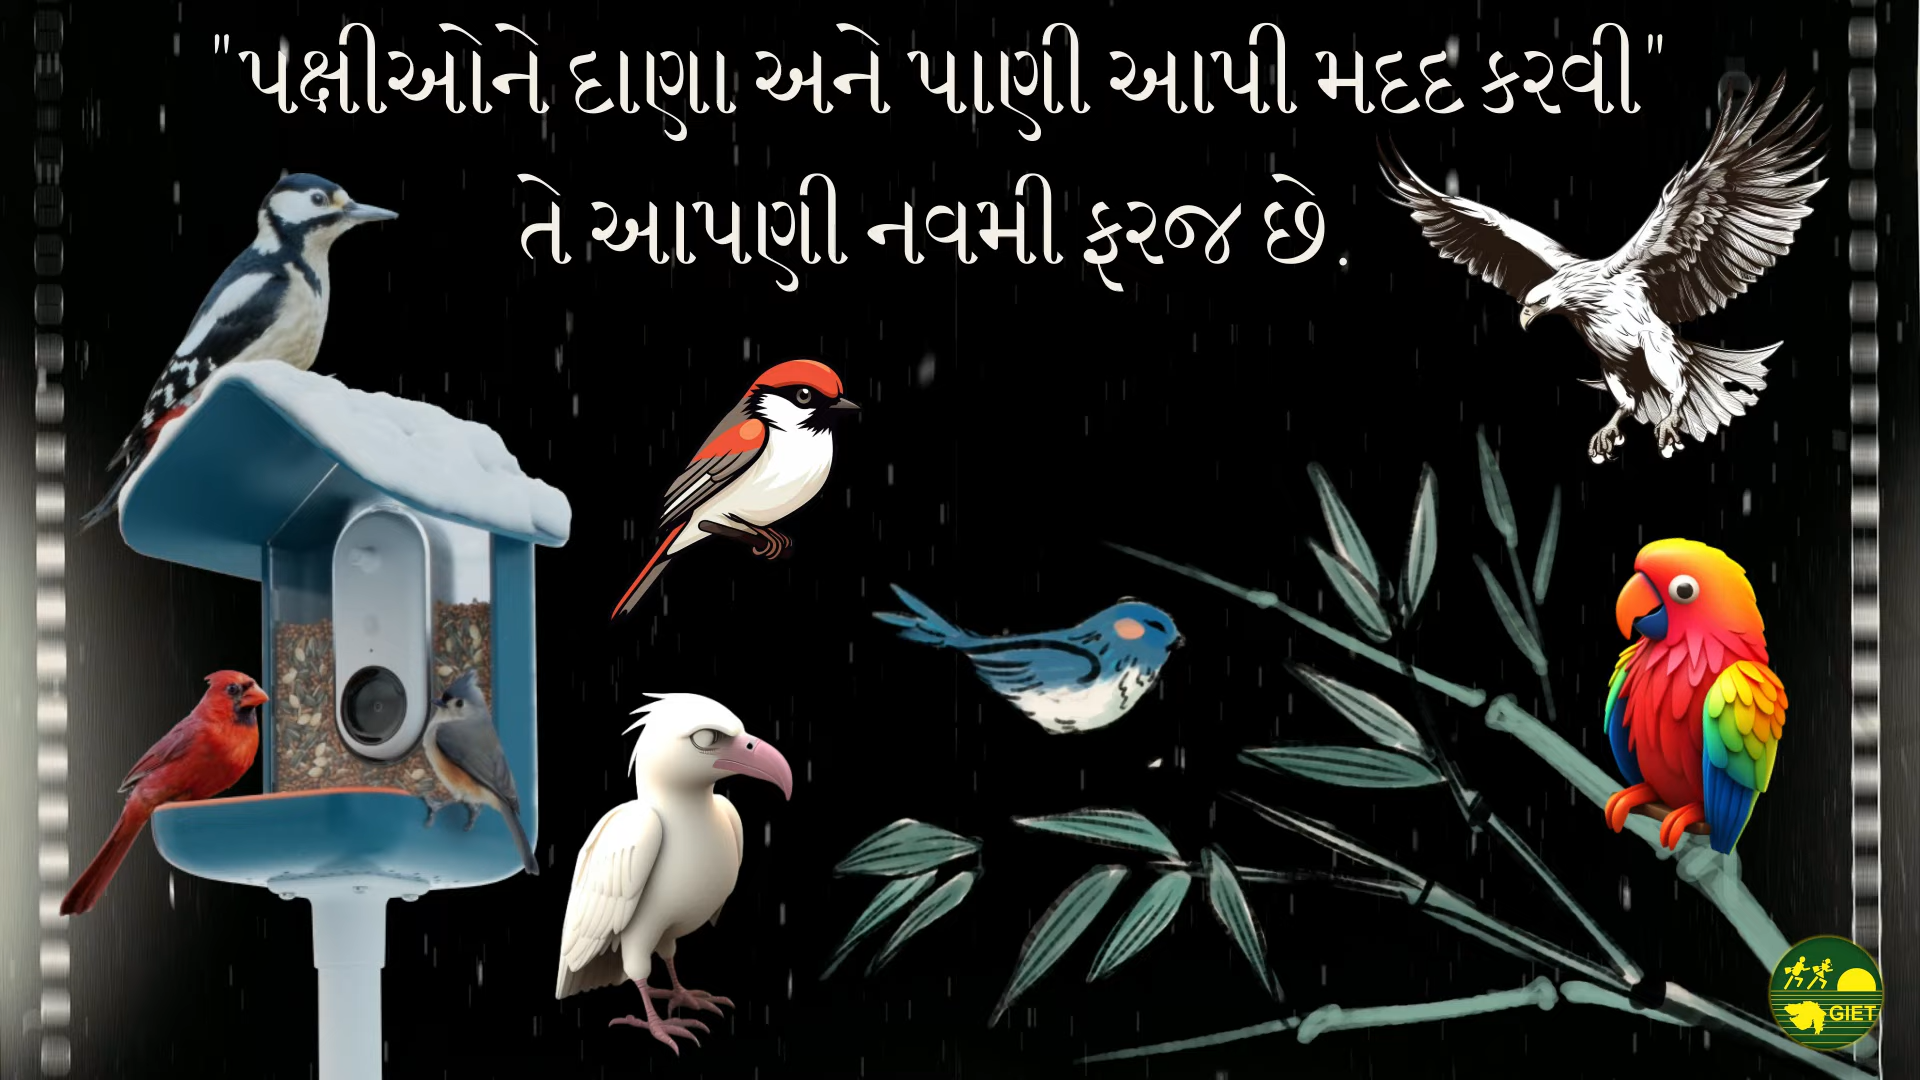 "પક્ષીઓને દાણા અને પાણી આપી મદદ કરવી"
તે આપણી નવમી ફરજ છે.
GIET